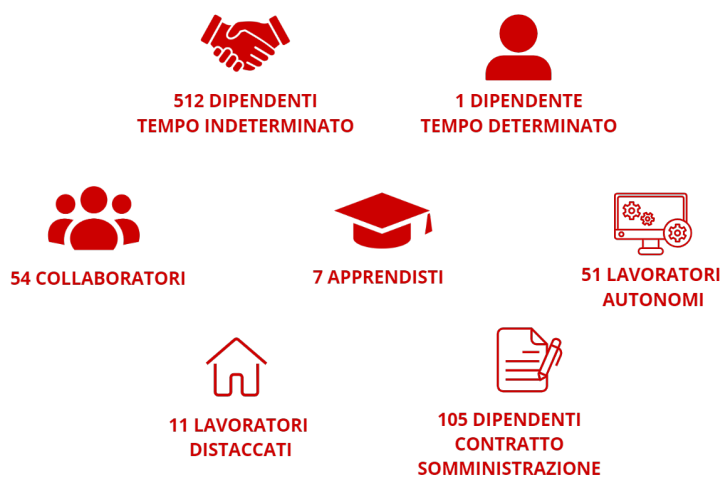 512 DIPENDENTI
TEMPO INDETERMINATO
1 DIPENDENTE
TEMPO DETERMINATO
54 COLLABORATORI
7 APPRENDISTI
51 LAVORATORI
AUTONOMI
11 LAVORATORI
DISTACCATI
105 DIPENDENTI
CONTRATTO
SOMMINISTRAZIONE